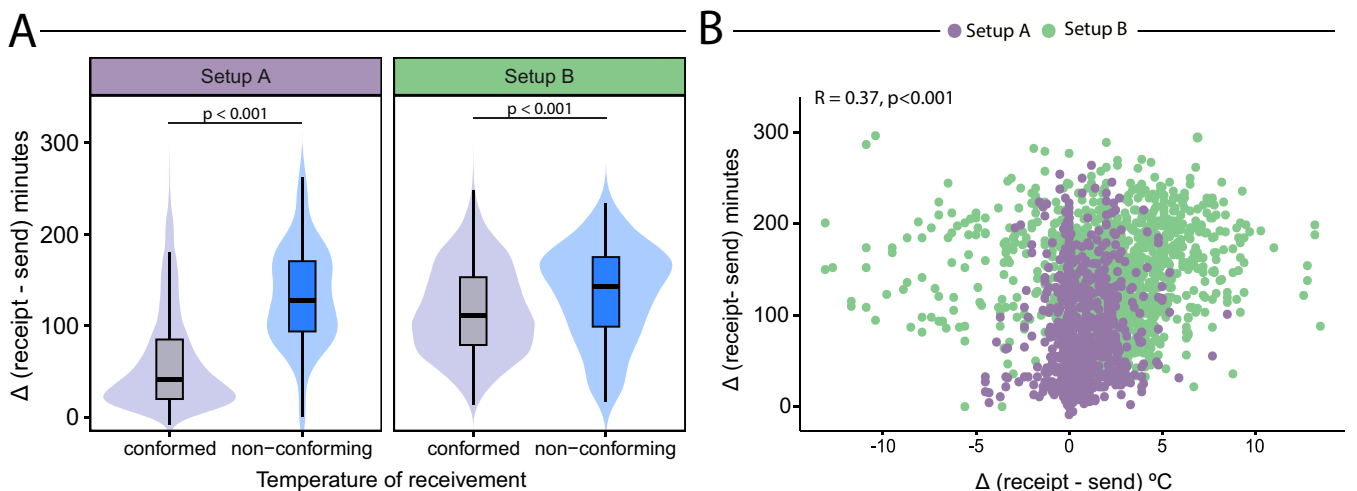 A
Setup A
Setup B
p < 0.001
p < 0.001
300
200
100
0
Δ (receipt - send) minutes
conformed
non-conforming
conformed
non-conforming
Temperature of receivement
B
Setup A
Setup B
R = 0.37, p<0.001
300
200
100
0
Δ (receipt- send) minutes
-10
-5
0
5
10
Δ (receipt - send) ºC